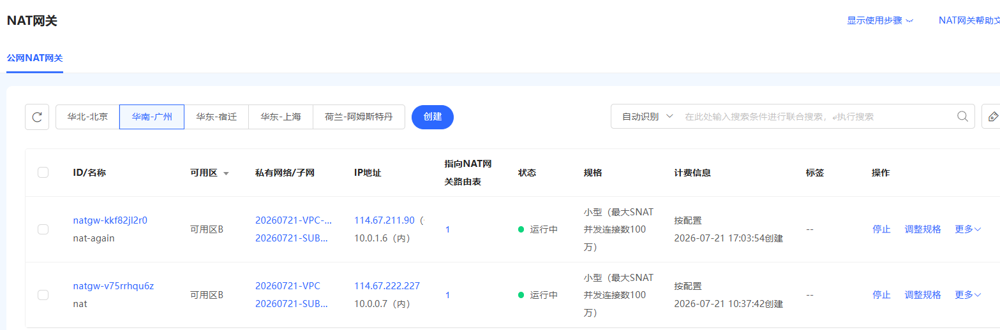 NAT网关
显示使用步骤
NAT网关帮助文
公网NAT网关
华北-北京 华南-广州 华东-宿迁 华东-上海 荷兰-阿姆斯特丹 创建
自动识别 在此处输入搜索条件进行联合搜索，↵执行搜索
ID/名称 可用区 私有网络/子网 IP地址 指向NAT网
关路由表 状态 规格 计费信息 标签 操作
natgw-kkf82jl2r0
nat-again
可用区B
20260721-VPC-...
20260721-SUB...
114.67.211.90（
10.0.1.6（内）
1
运行中
小型（最大SNAT
并发连接数100
万）
按配置
2026-07-21 17:03:54创建
--
停止 调整规格 更多
natgw-v75rrhqu6z
nat
可用区B
20260721-VPC
20260721-SUB...
114.67.222.227
10.0.0.7（内）
1
运行中
小型（最大SNAT
并发连接数100
万）
按配置
2026-07-21 10:37:42创建
--
停止 调整规格 更多